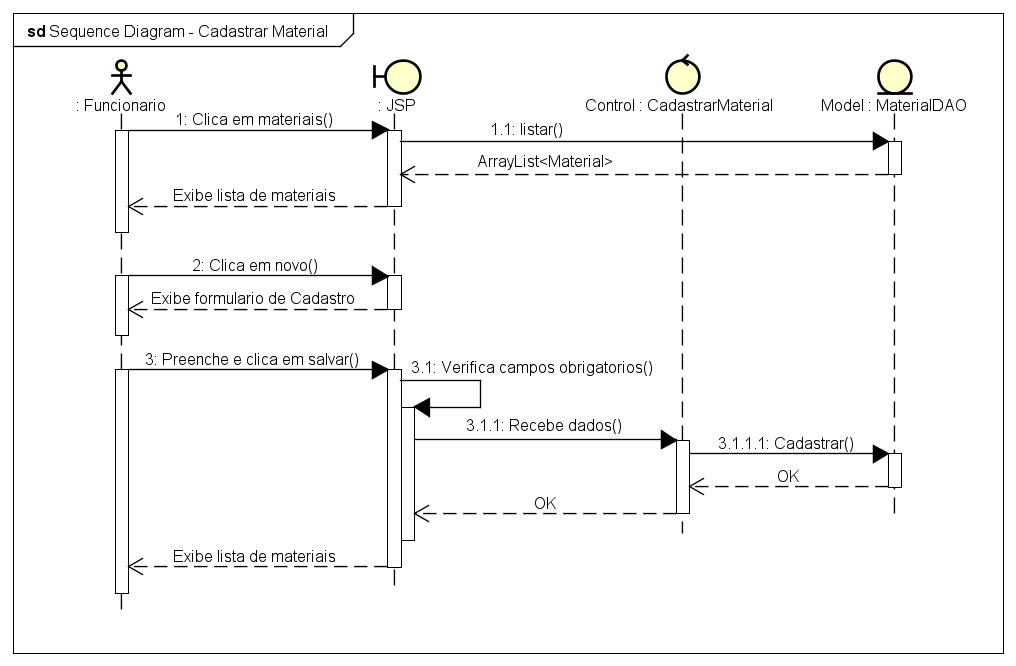 sd Sequence Diagram - Cadastrar Material
: Funcionario
: JSP
Control : CadastrarMaterial
Model : MaterialDAO
1: Clica em materiais()
1.1: listar()
ArrayList<Material>
Exibe lista de materiais
2: Clica em novo()
Exibe formulario de Cadastro
3: Preenche e clica em salvar()
3.1: Verifica campos obrigatorios()
3.1.1: Recebe dados()
3.1.1.1: Cadastrar()
OK
OK
Exibe lista de materiais